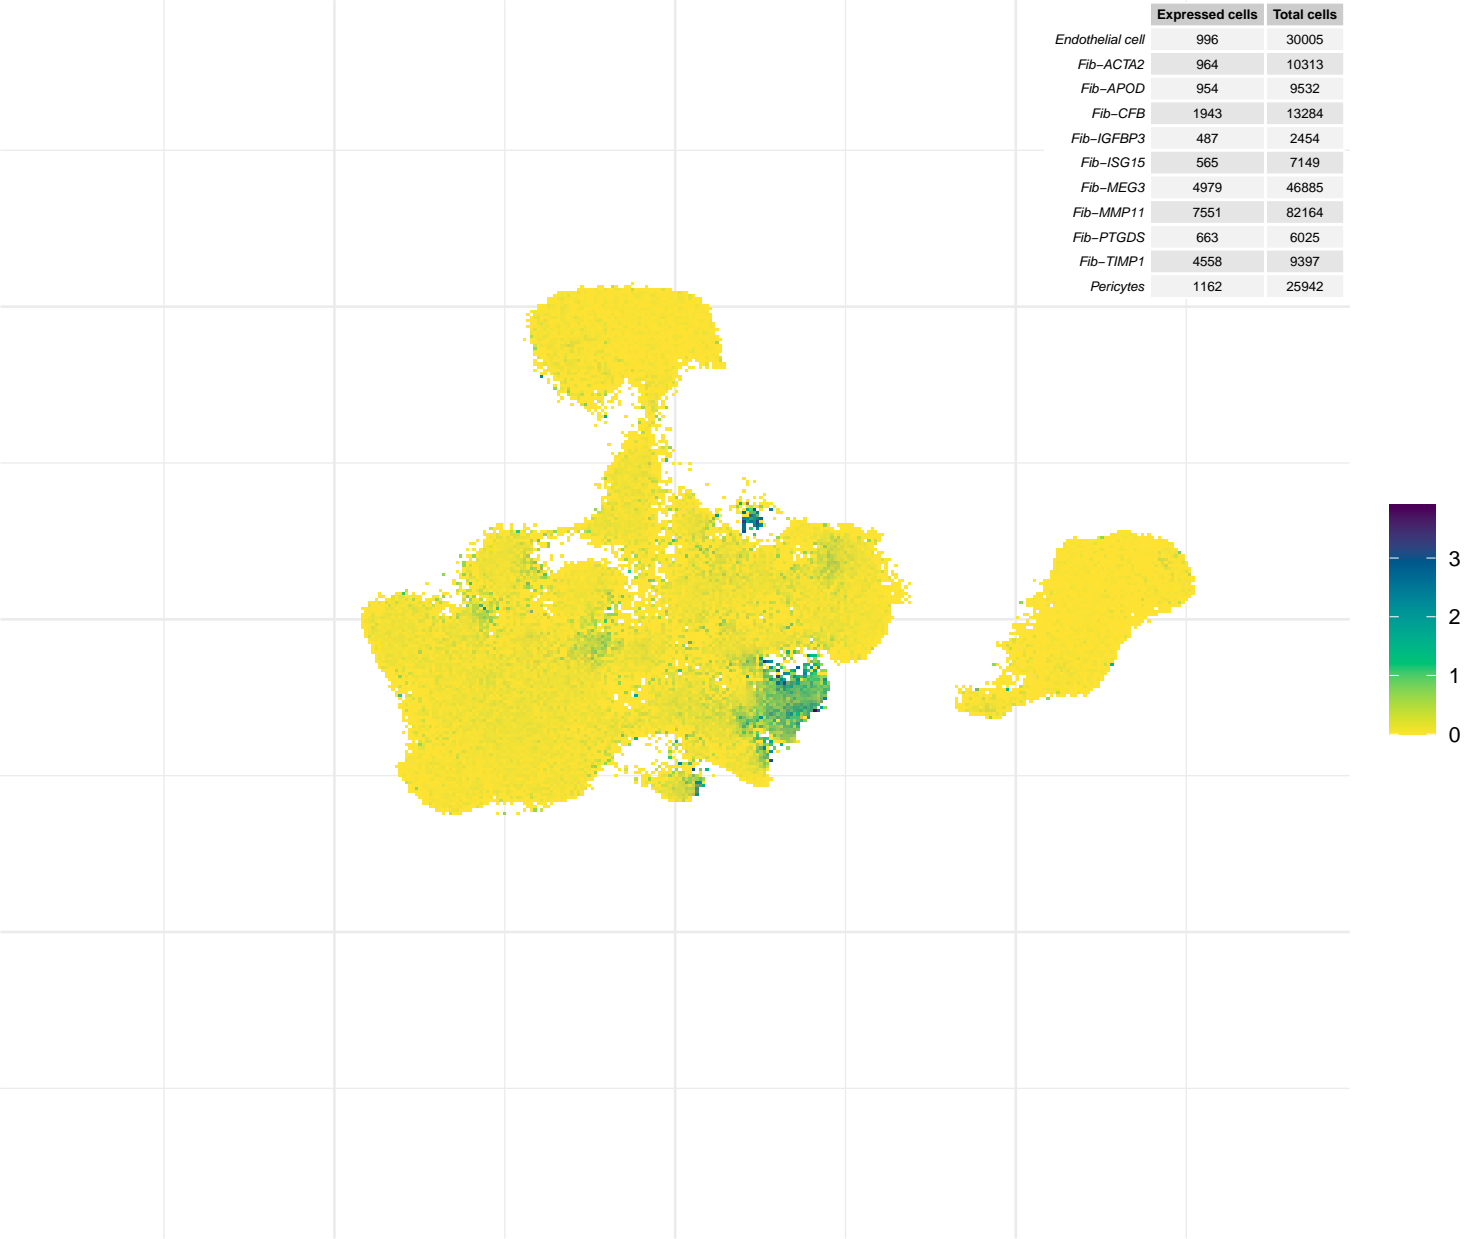 Expressed cells Total cells
Endothelial cell 996 30005
Fib−ACTA2 964 10313
Fib−APOD 954 9532
Fib−CFB 1943 13284
Fib−IGFBP3 487 2454
Fib−ISG15 565 7149
Fib−MEG3 4979 46885
Fib−MMP11 7551 82164
Fib−PTGDS 663 6025
Fib−TIMP1 4558 9397
Pericytes 1162 25942
3
2
1
0